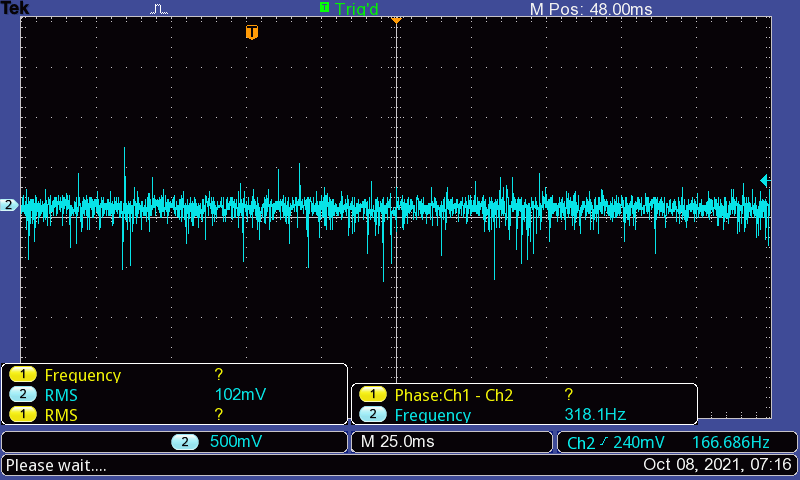 Tek T Trig'd M Pos: 48.00ms
T
2
1 Frequency ?
2 RMS 102mV
1 RMS ?
1 Phase:Ch1 - Ch2 ?
2 Frequency 318.1Hz
2 500mV M 25.0ms Ch2 240mV 166.686Hz
Please wait.... Oct 08, 2021, 07:16